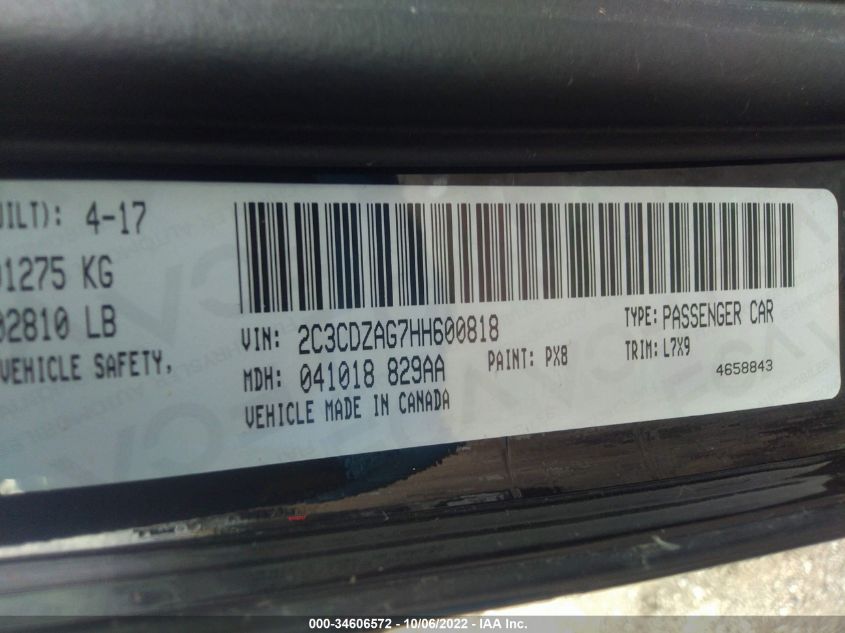 UILT): 4-17
01275 KG
02810 LB
VEHICLE SAFETY,
VIN: 2C3CDZAG7HH600818
TYPE: PASSENGER CAR
MDH: 041018 829AA
PAINT: PX8
TRIM: L7X9
VEHICLE MADE IN CANADA
4658843
000-34606572 - 10/06/2022 - IAA Inc.